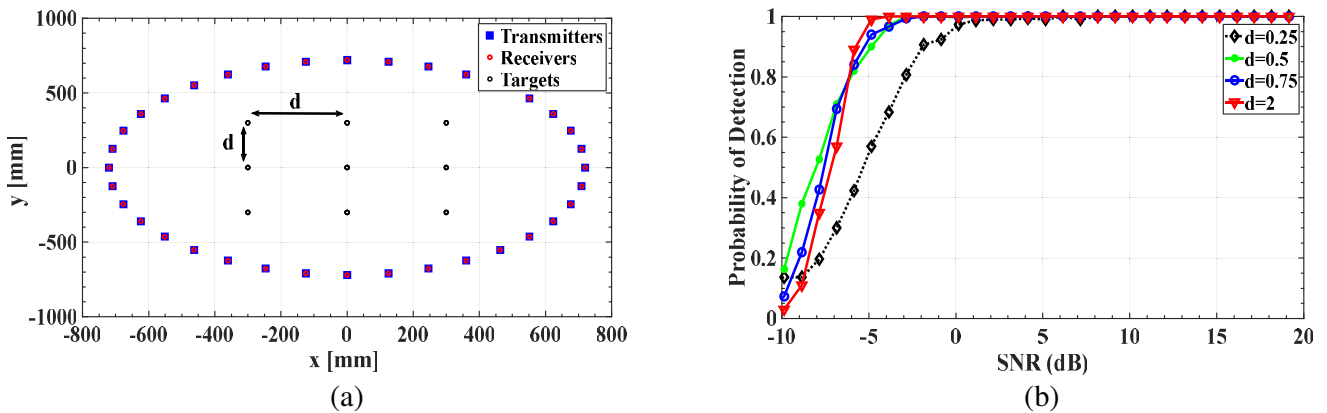 1000
500
0
-500
-1000
y [mm]
-800
-600
-400
-200
0
200
400
600
800
x [mm]
Transmitters
Receivers
Targets
d
d
(a)
1
0.8
0.6
0.4
0.2
0
Probability of Detection
-10
-5
0
5
10
15
20
SNR (dB)
d=0.25
d=0.5
d=0.75
d=2
(b)